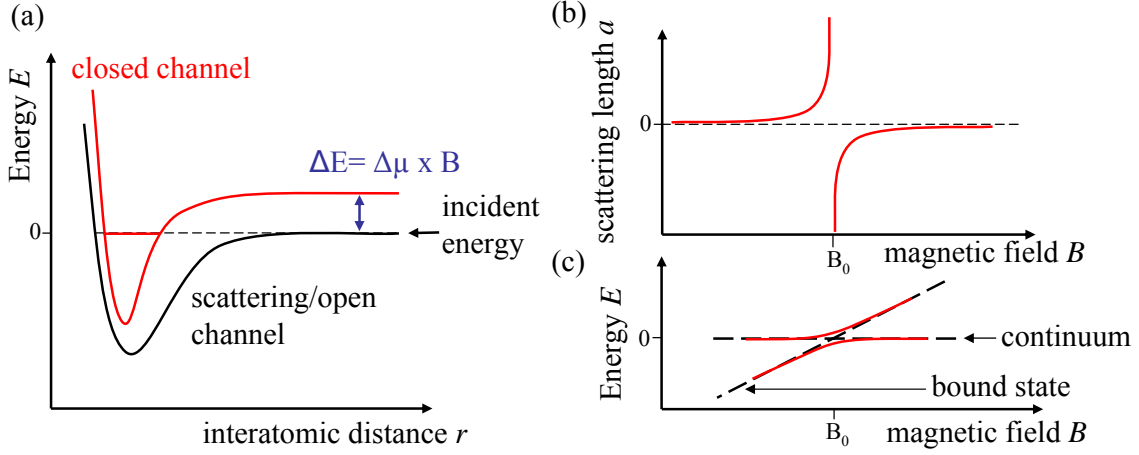 (a)
Energy E
closed channel
ΔE= Δμ x B
0
incident
energy
scattering/open
channel
interatomic distance r
(b)
scattering length a
0
B₀
magnetic field B
(c)
Energy E
0
continuum
bound state
B₀
magnetic field B